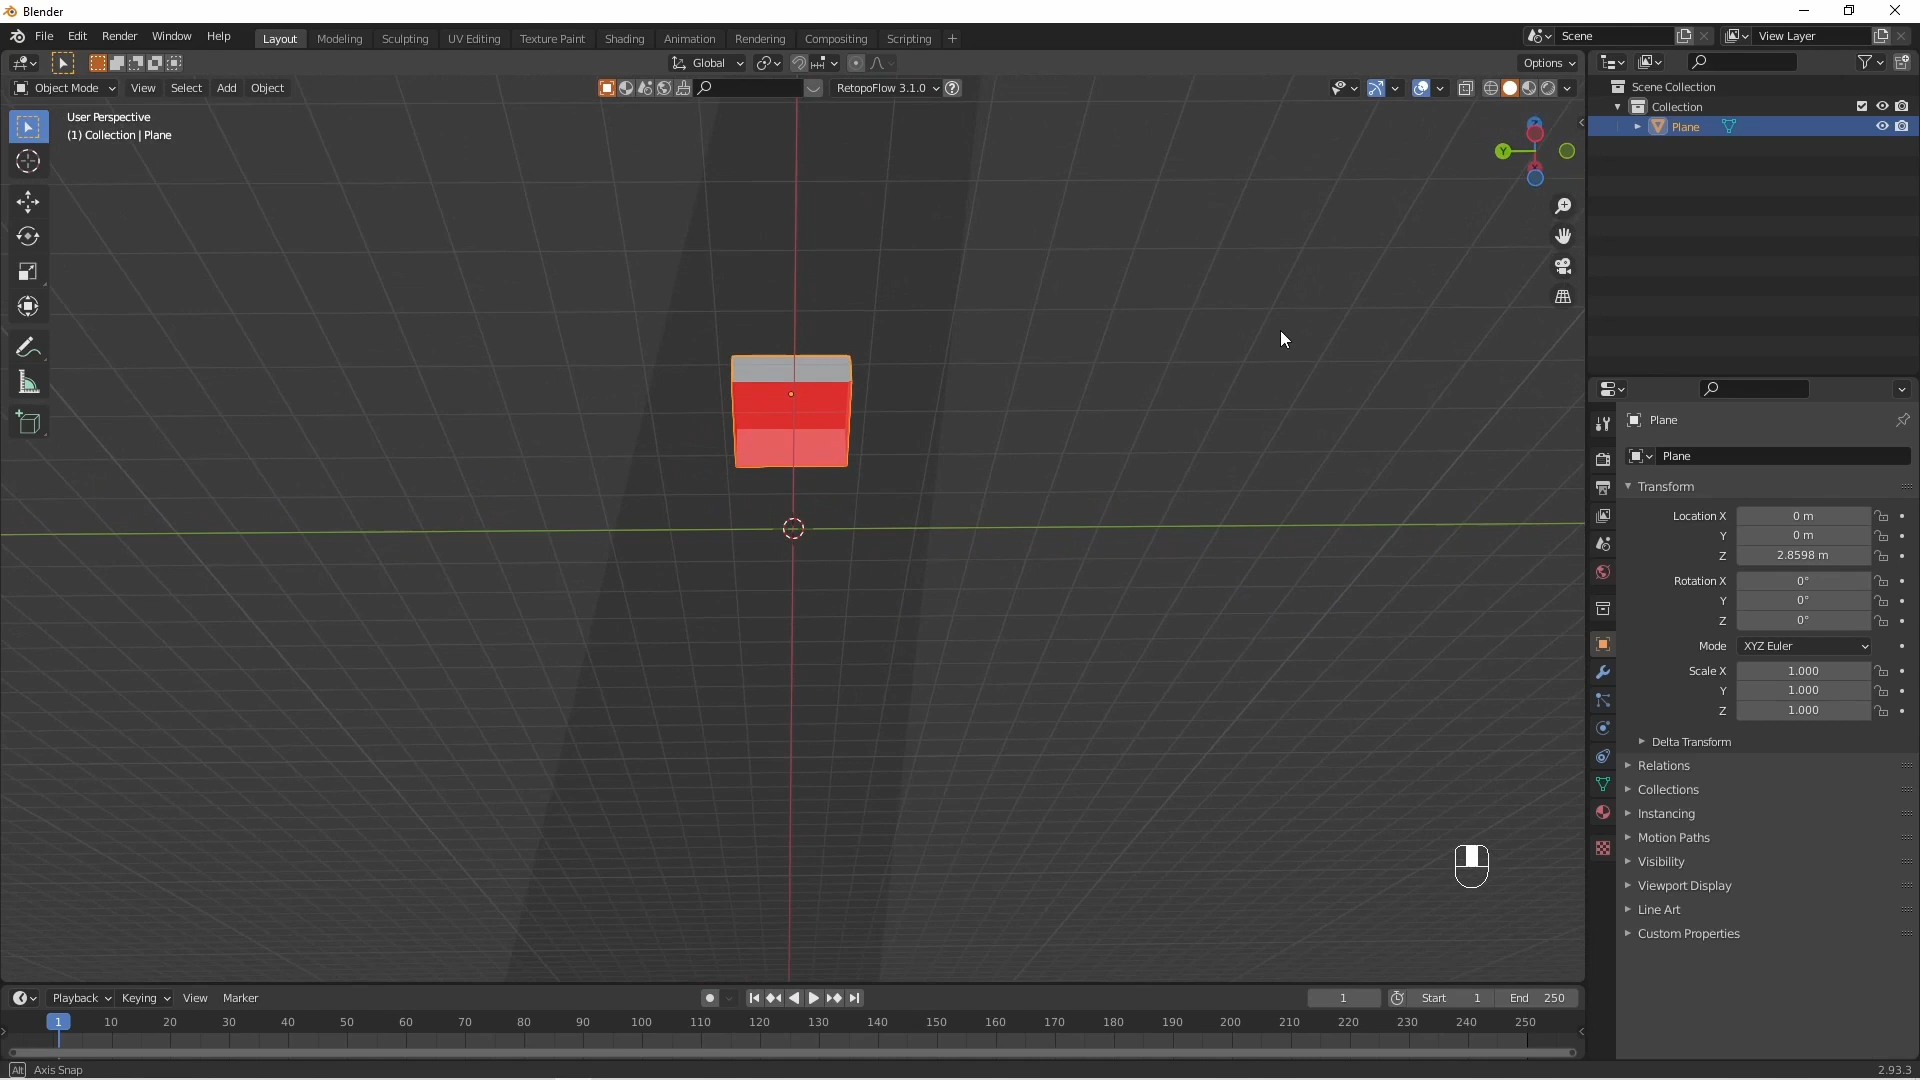 Blender
File Edit Render Window Help
Layout Modeling Sculpting UV Editing Texture Paint Shading Animation Rendering Compositing Scripting +
Scene
View Layer
Global
Options
Object Mode View Select Add Object
RetopoFlow 3.1.0
User Perspective
(1) Collection | Plane
Y
Z
Scene Collection
Collection
Plane
Plane
Plane
Transform
Location X 0 m
Y 0 m
Z 2.8598 m
Rotation X 0°
Y 0°
Z 0°
Mode XYZ Euler
Scale X 1.000
Y 1.000
Z 1.000
Delta Transform
Relations
Collections
Instancing
Motion Paths
Visibility
Viewport Display
Line Art
Custom Properties
Playback Keying View Marker
1
Start 1 End 250
1 10 20 30 40 50 60 70 80 90 100 110 120 130 140 150 160 170 180 190 200 210 220 230 240 250
Alt Axis Snap
2.93.3